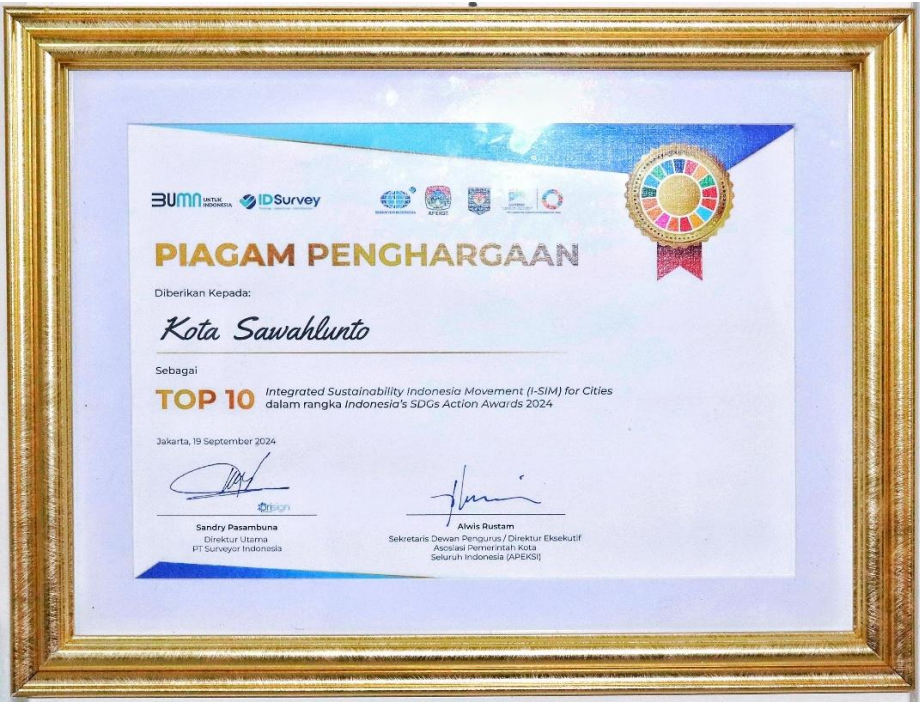 BUMN UNTUK INDONESIA
IDSurvey
APEKSI
PIAGAM PENGHARGAAN
Diberikan Kepada:
Kota Sawahlunto
Sebagai
TOP 10 Integrated Sustainability Indonesia Movement (I-SIM) for Cities
dalam rangka Indonesia's SDGs Action Awards 2024
Jakarta, 19 September 2024
Sandry Pasambuna
Direktur Utama
PT Surveyor Indonesia
Alwis Rustam
Sekretaris Dewan Pengurus / Direktur Eksekutif
Asosiasi Pemerintah Kota
Seluruh Indonesia (APEKSI)